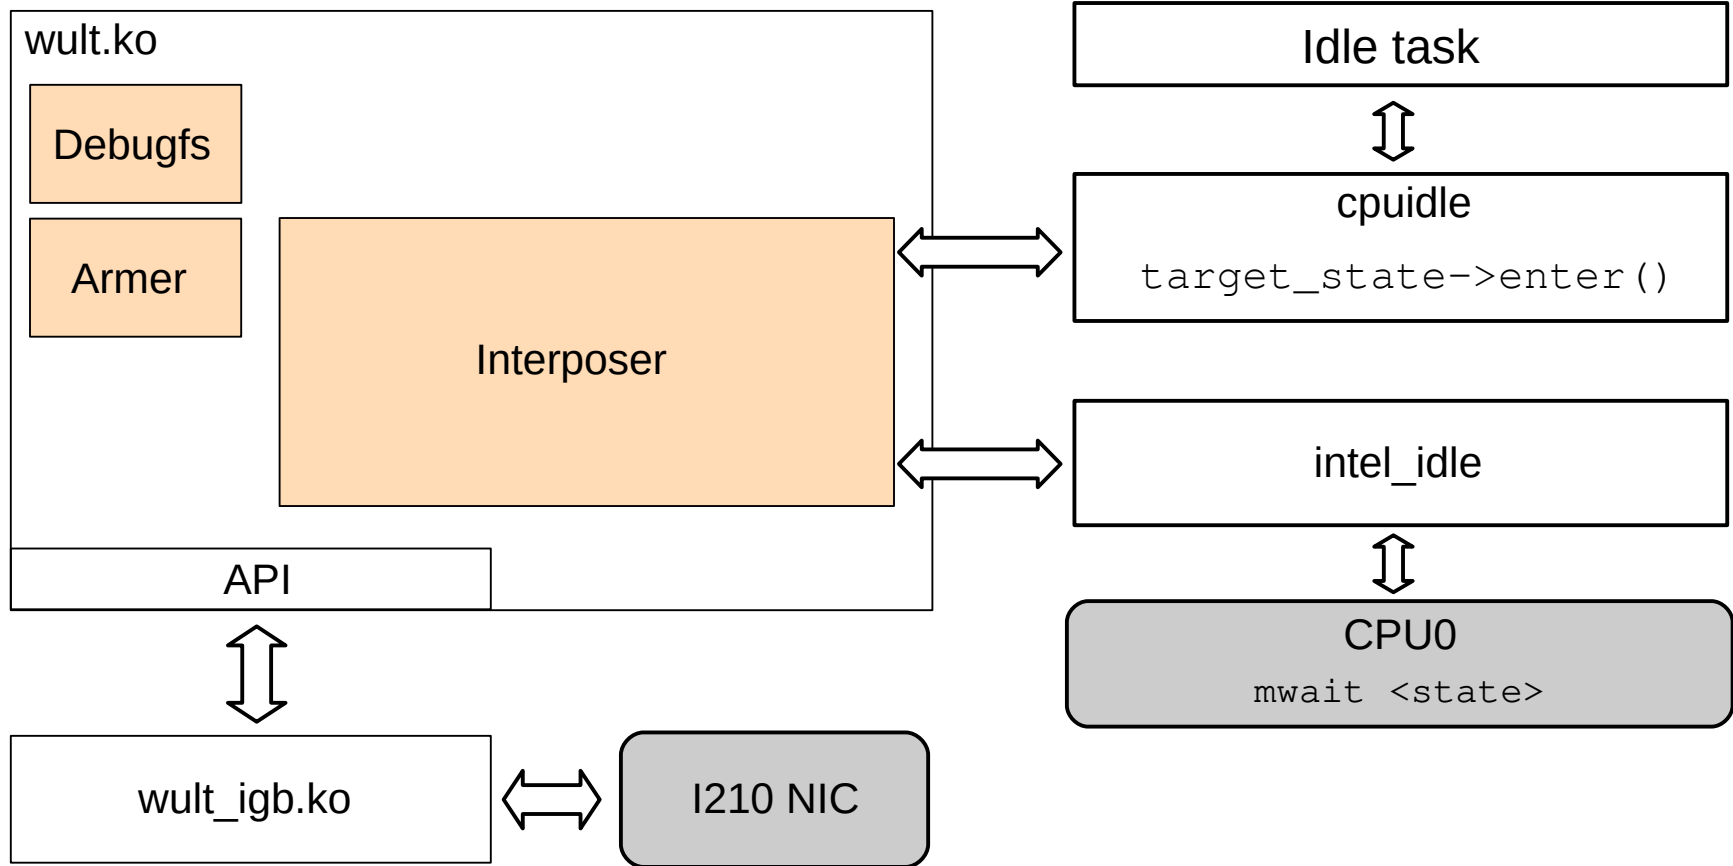 wult.ko
Debugfs
Armer
Interposer
API
wult_igb.ko
I210 NIC
Idle task
cpuidle
target_state->enter()
intel_idle
CPU0
mwait <state>